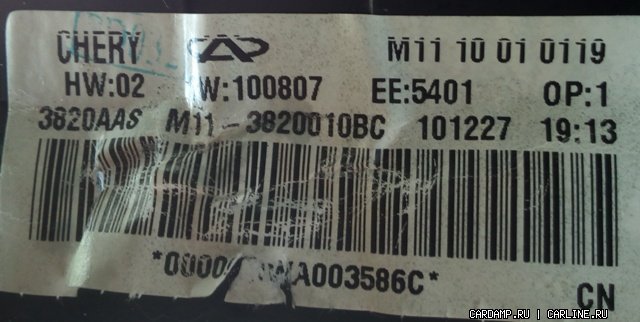 CHERY M11 10 01 0119
HW:02 W:100807 EE:5401 OP:1
3820AAS M11-3820010BC 101227 19:13
CN
CARDAMP.RU | CARLINE.RU